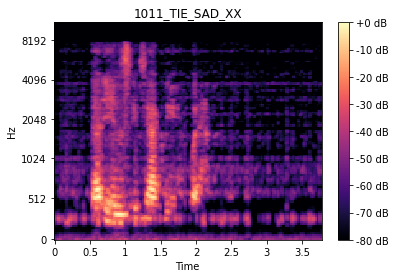 1011_TIE_SAD_XX
+0 dB
8192
-10 dB
4096
-20 dB
-30 dB
2048
Hz
-40 dB
1024
-50 dB
512
-60 dB
-70 dB
0
-80 dB
0 0.5 1 1.5 2 2.5 3 3.5
Time